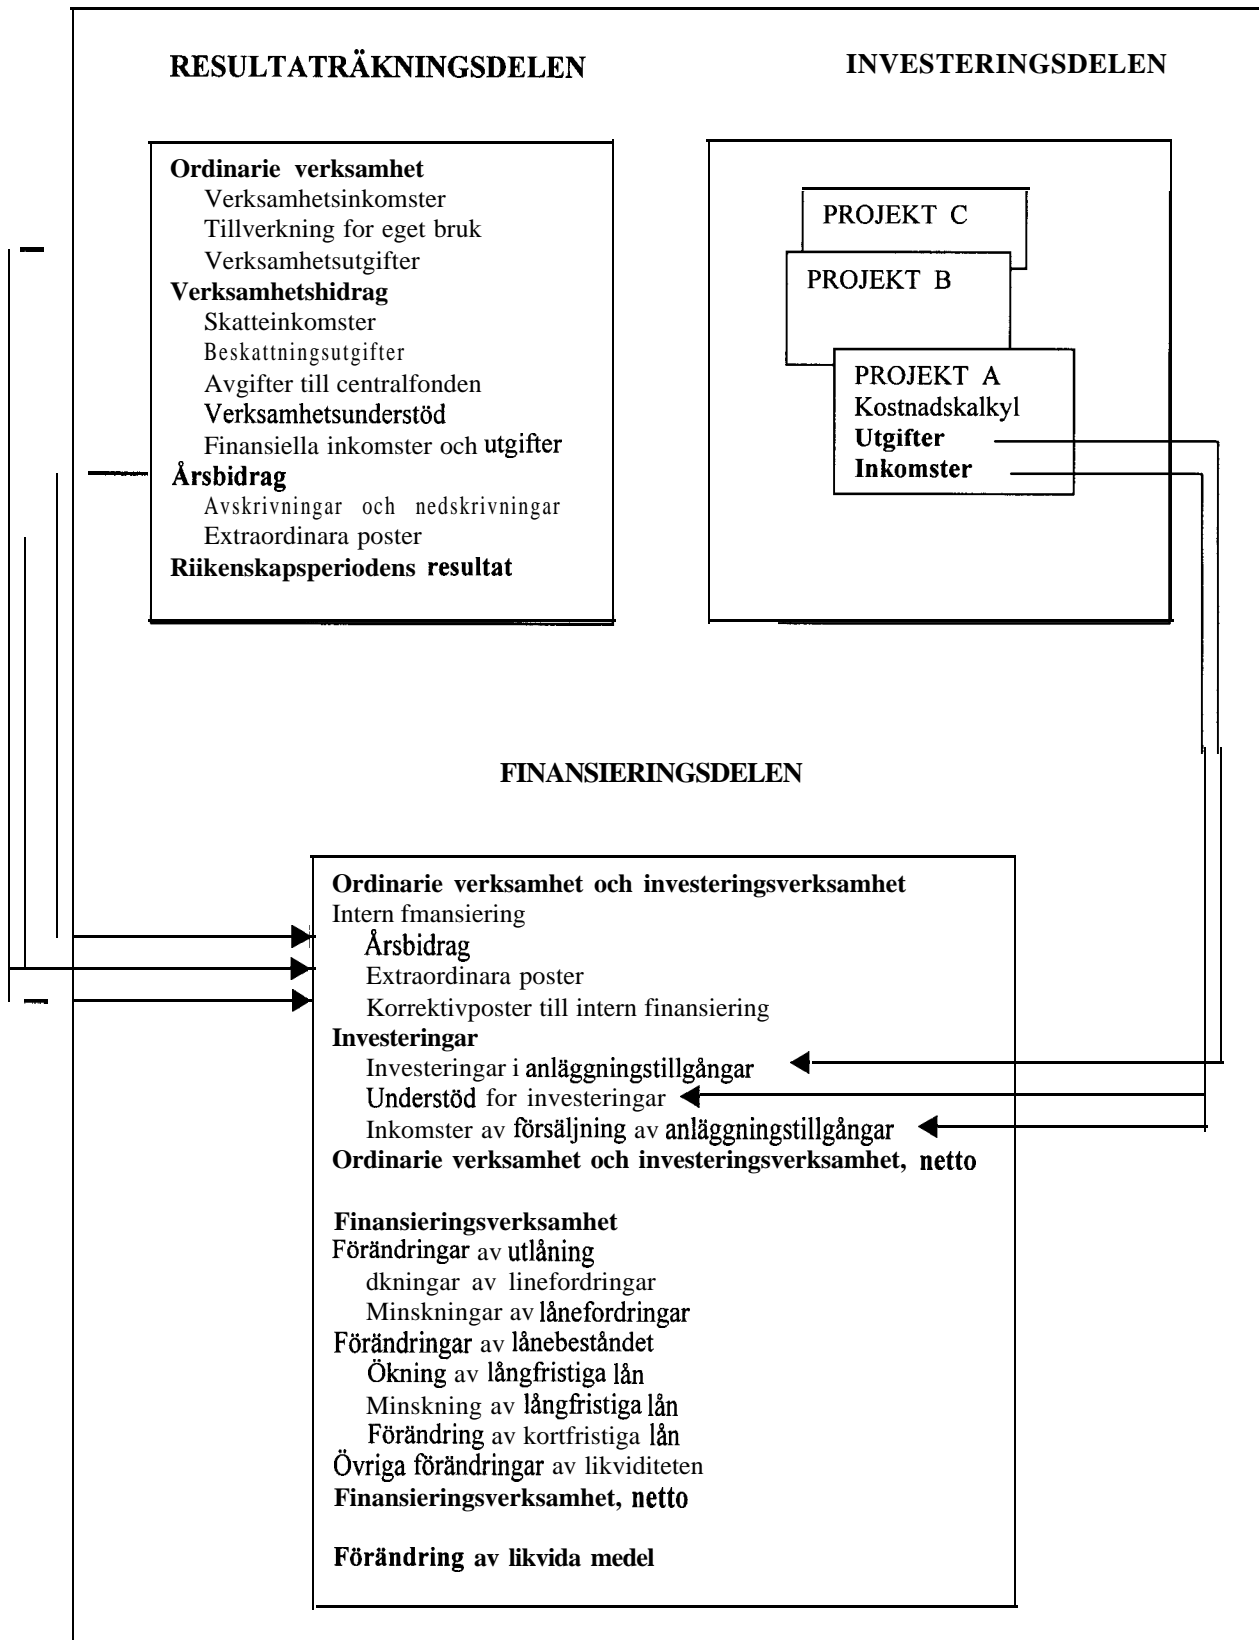 RESULTATRÄKNINGSDELEN
Ordinarie verksamhet
Verksamhetsinkomster
Tillverkning for eget bruk
Verksamhetsutgifter
Verksamhetshidrag
Skatteinkomster
Beskattningsutgifter
Avgifter till centralfonden
Verksamhetsunderstöd
Finansiella inkomster och utgifter
Årsbidrag
Avskrivningar och nedskrivningar
Extraordinara poster
Riikenskapsperiodens resultat
INVESTERINGSDELEN
PROJEKT C
PROJEKT B
PROJEKT A
Kostnadskalkyl
Utgifter
Inkomster
FINANSIERINGSDELEN
Ordinarie verksamhet och investeringsverksamhet
Intern fmansiering
Årsbidrag
Extraordinara poster
Korrektivposter till intern finansiering
Investeringar
Investeringar i anläggningstillgångar
Understöd for investeringar
Inkomster av försäljning av anläggningstillgångar
Ordinarie verksamhet och investeringsverksamhet, netto
Finansieringsverksamhet
Förändringar av utlåning
dkningar av linefordringar
Minskningar av lånefordringar
Förändringar av lånebeståndet
Ökning av långfristiga lån
Minskning av långfristiga lån
Förändring av kortfristiga lån
Övriga förändringar av likviditeten
Finansieringsverksamhet, netto
Förändring av likvida medel